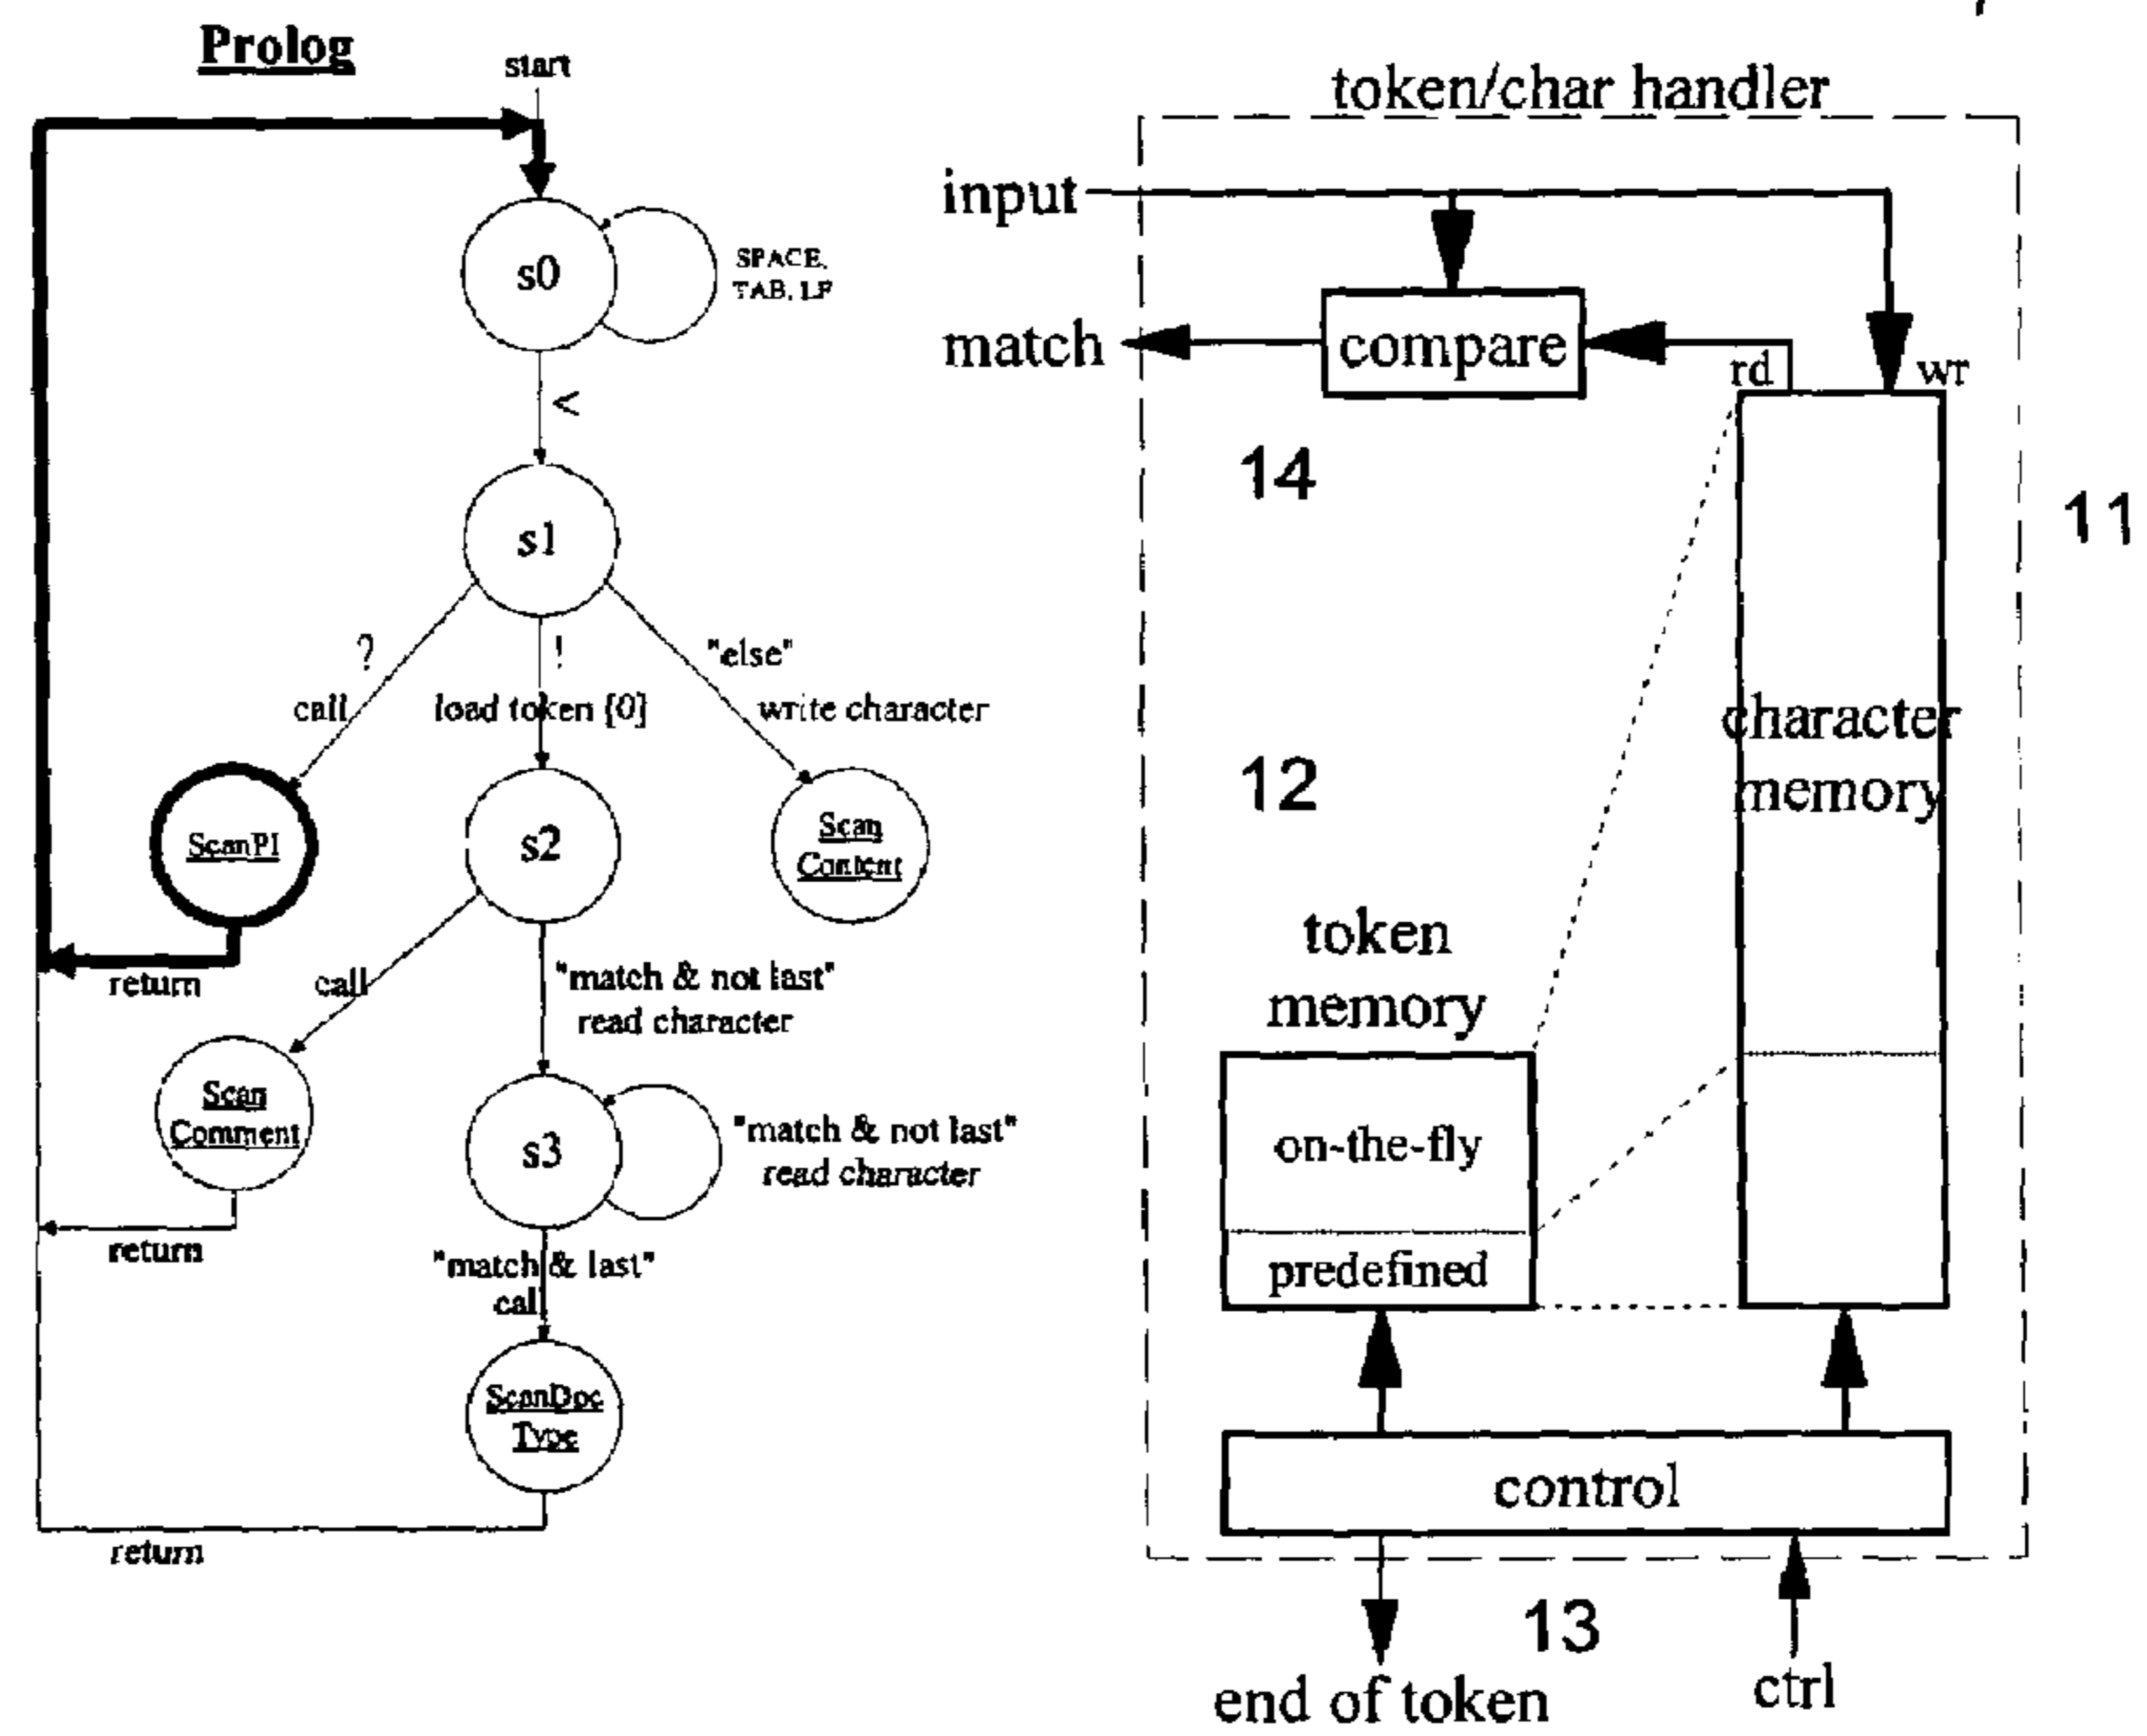 Prolog
start
s0
SPACE,
TAB, LF
<
s1
?
!
"else"
call
load token [0]
write character
ScanPI
s2
Scan
Content
return
call
"match & not last"
read character
Scan
Comment
s3
"match & not last"
read character
return
"match & last"
call
ScanDoc
Type
return
token/char handler
input
match
compare
rd
wr
14
11
character
memory
12
token
memory
on-the-fly
predefined
control
13
end of token
ctrl